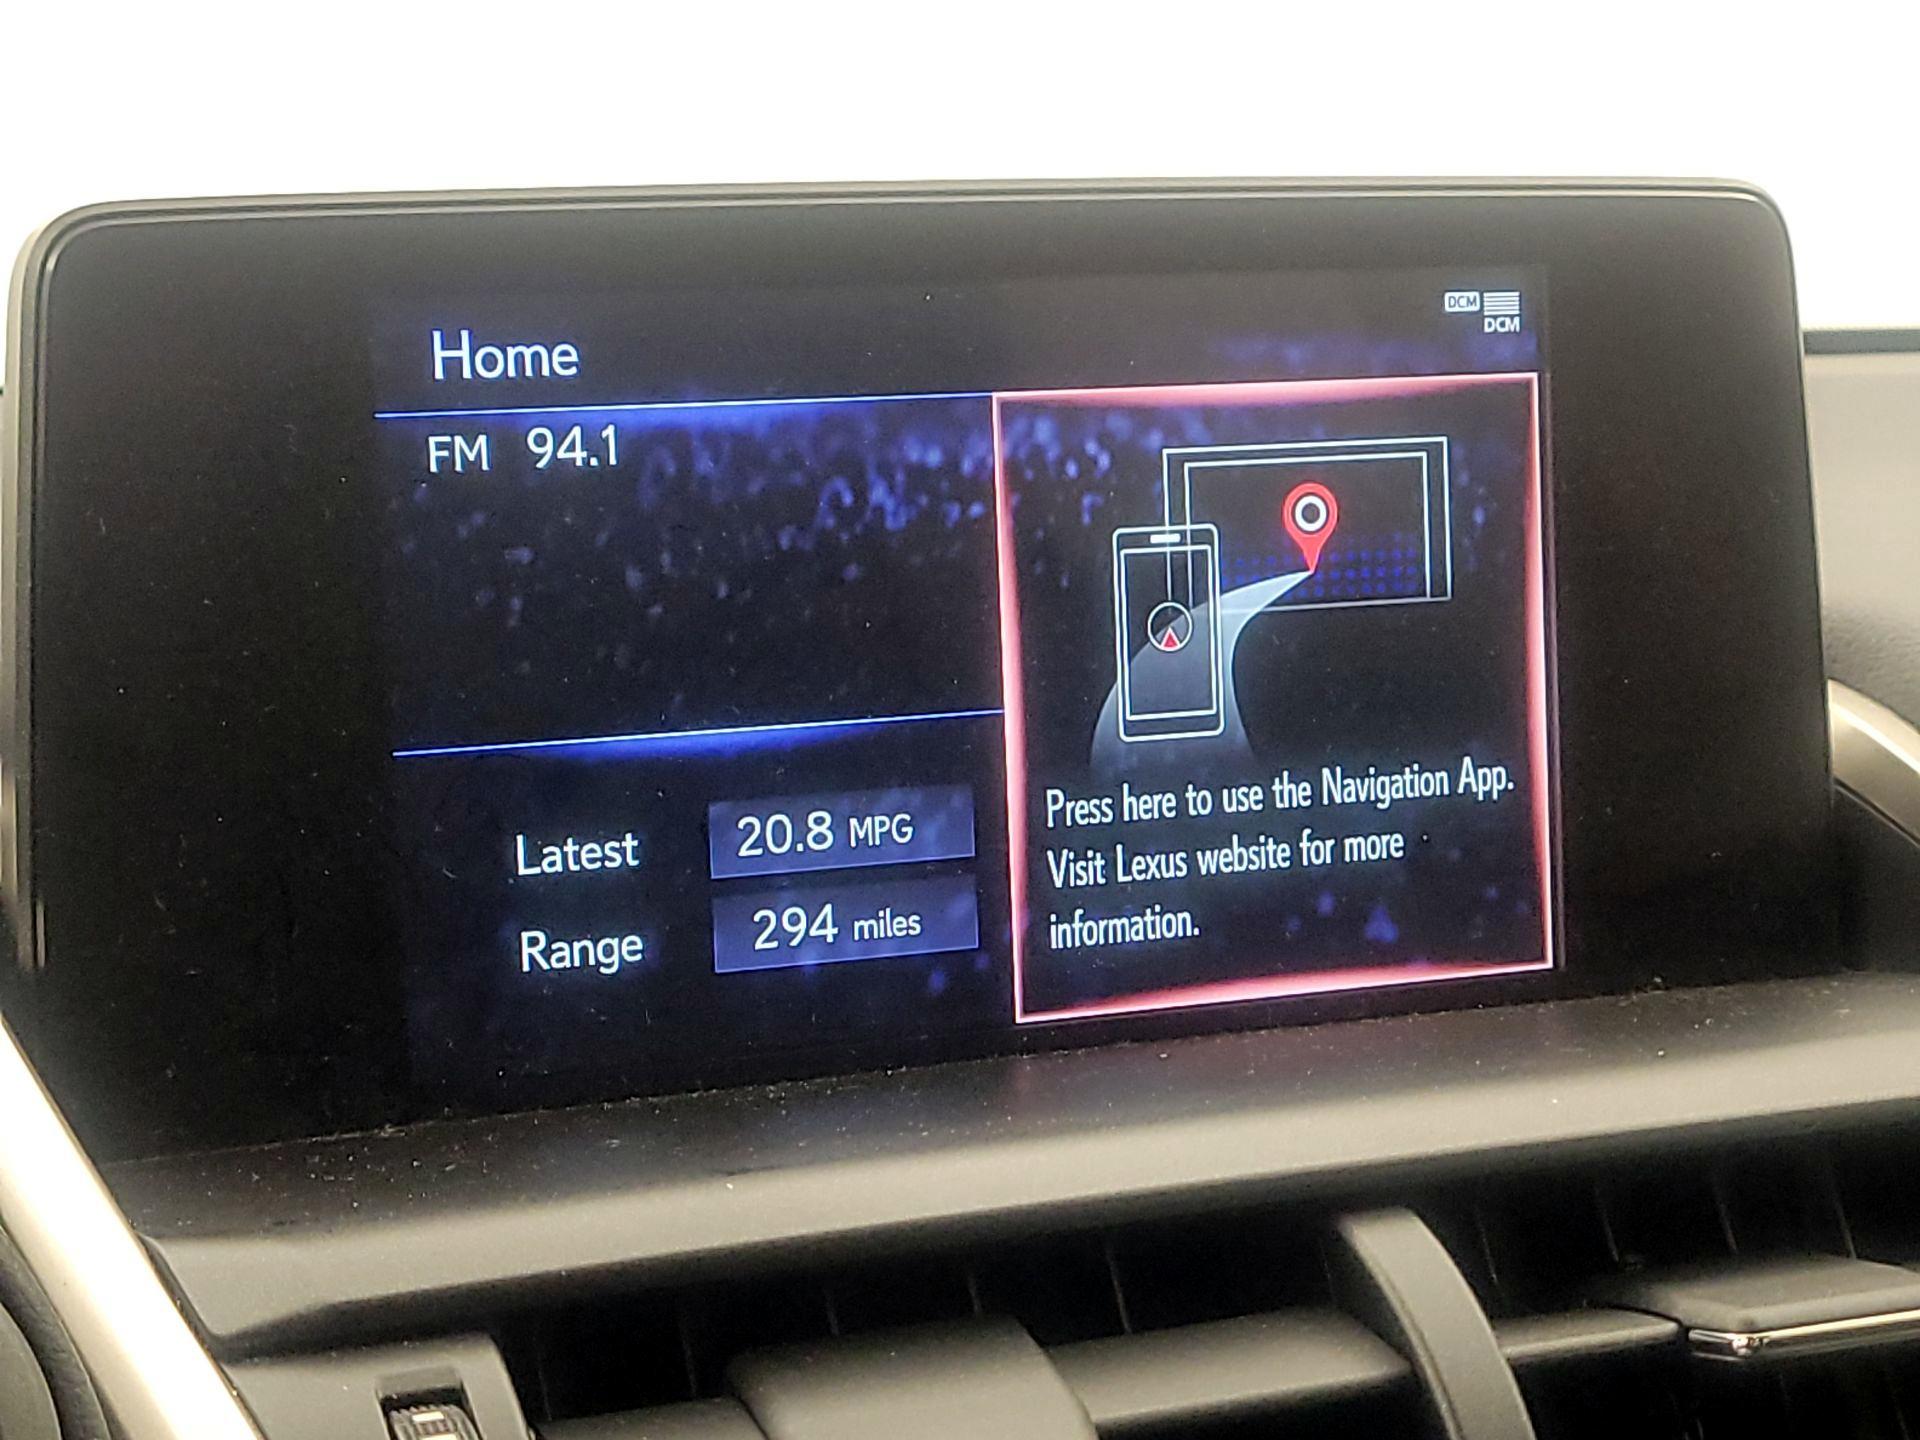 DCM
DCM
Home
FM 94.1
Latest 20.8 MPG
Range 294 miles
Press here to use the Navigation App.
Visit Lexus website for more
information.